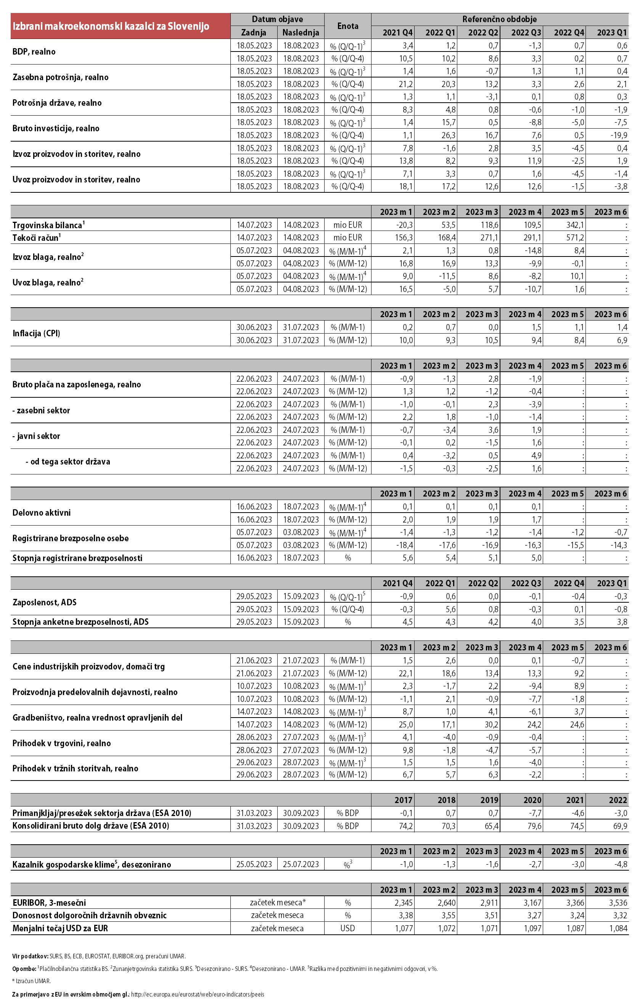 Izbrani makroekonomski kazalci za Slovenijo Datum objave Enota Referenčno obdobje
Zadnja Naslednja 2021 Q4 2022 Q1 2022 Q2 2022 Q3 2022 Q4 2023 Q1
BDP, realno 18.05.2023 18.08.2023 % (Q/Q-1)³ 3,4 1,2 0,7 -1,3 0,7 0,6
18.05.2023 18.08.2023 % (Q/Q-4) 10,5 10,2 8,6 3,3 0,2 0,7
Zasebna potrošnja, realno 18.05.2023 18.08.2023 % (Q/Q-1)³ 1,4 1,6 -0,7 1,3 1,1 0,4
18.05.2023 18.08.2023 % (Q/Q-4) 21,2 20,3 13,2 3,3 2,6 2,1
Potrošnja države, realno 18.05.2023 18.08.2023 % (Q/Q-1)³ 1,3 1,1 -3,1 0,1 0,8 0,3
18.05.2023 18.08.2023 % (Q/Q-4) 8,3 4,8 0,8 -0,6 -1,0 -1,9
Bruto investicije, realno 18.05.2023 18.08.2023 % (Q/Q-1)³ 1,4 15,7 0,5 -8,8 -5,0 -7,5
18.05.2023 18.08.2023 % (Q/Q-4) 1,1 26,3 16,7 7,6 0,5 -19,9
Izvoz proizvodov in storitev, realno 18.05.2023 18.08.2023 % (Q/Q-1)³ 7,8 -1,6 2,8 3,5 -4,5 0,4
18.05.2023 18.08.2023 % (Q/Q-4) 13,8 8,2 9,3 11,9 -2,5 1,9
Uvoz proizvodov in storitev, realno 18.05.2023 18.08.2023 % (Q/Q-1)³ 7,1 3,3 0,7 1,6 -4,5 -1,4
18.05.2023 18.08.2023 % (Q/Q-4) 18,1 17,2 12,6 12,6 -1,5 -3,8
2023 m 1 2023 m 2 2023 m 3 2023 m 4 2023 m 5 2023 m 6
Trgovinska bilanca¹ 14.07.2023 14.08.2023 mio EUR -20,3 53,5 118,6 109,5 342,1 :
Tekoči račun¹ 14.07.2023 14.08.2023 mio EUR 156,3 168,4 271,1 291,1 571,2 :
Izvoz blaga, realno² 05.07.2023 04.08.2023 % (M/M-1)⁴ 2,1 1,3 0,8 -14,8 8,4 :
05.07.2023 04.08.2023 % (M/M-12) 16,8 16,9 13,3 -9,9 -0,1 :
Uvoz blaga, realno² 05.07.2023 04.08.2023 % (M/M-1)⁴ 9,0 -11,5 8,6 -8,2 10,1 :
05.07.2023 04.08.2023 % (M/M-12) 16,5 -5,0 5,7 -10,7 1,6 :
2023 m 1 2023 m 2 2023 m 3 2023 m 4 2023 m 5 2023 m 6
Inflacija (CPI) 30.06.2023 31.07.2023 % (M/M-1) 0,2 0,7 0,0 1,5 1,1 1,4
30.06.2023 31.07.2023 % (M/M-12) 10,0 9,3 10,5 9,4 8,4 6,9
2023 m 1 2023 m 2 2023 m 3 2023 m 4 2023 m 5 2023 m 6
Bruto plača na zaposlenega, realno 22.06.2023 24.07.2023 % (M/M-1) -0,9 -1,3 2,8 -1,9 : :
22.06.2023 24.07.2023 % (M/M-12) 1,3 1,2 -1,2 -0,4 : :
- zasebni sektor 22.06.2023 24.07.2023 % (M/M-1) -1,0 -0,1 2,3 -3,9 : :
22.06.2023 24.07.2023 % (M/M-12) 2,2 1,8 -1,0 -1,4 : :
- javni sektor 22.06.2023 24.07.2023 % (M/M-1) -0,7 -3,4 3,6 1,9 : :
22.06.2023 24.07.2023 % (M/M-12) -0,1 0,2 -1,5 1,6 : :
- od tega sektor država 22.06.2023 24.07.2023 % (M/M-1) 0,4 -3,2 0,5 4,9 : :
22.06.2023 24.07.2023 % (M/M-12) -1,5 -0,3 -2,5 1,6 : :
2023 m 1 2023 m 2 2023 m 3 2023 m 4 2023 m 5 2023 m 6
Delovno aktivni 16.06.2023 18.07.2023 % (M/M-1)⁴ 0,1 0,1 0,1 0,1 : :
16.06.2023 18.07.2023 % (M/M-12) 2,0 1,9 1,9 1,7 : :
Registrirane brezposelne osebe 05.07.2023 03.08.2023 % (M/M-1)⁴ -1,4 -1,3 -1,2 -1,4 -1,2 -0,7
05.07.2023 03.08.2023 % (M/M-12) -18,4 -17,6 -16,9 -16,3 -15,5 -14,3
Stopnja registrirane brezposelnosti 16.06.2023 18.07.2023 % 5,6 5,4 5,1 5,0 : :
2021 Q4 2022 Q1 2022 Q2 2022 Q3 2022 Q4 2023 Q1
Zaposlenost, ADS 29.05.2023 15.09.2023 % (Q/Q-1)⁵ -0,9 0,6 0,0 -0,1 -0,4 -0,3
29.05.2023 15.09.2023 % (Q/Q-4) -0,3 5,6 0,8 -0,3 0,1 -0,8
Stopnja anketne brezposelnosti, ADS 29.05.2023 15.09.2023 % 4,5 4,3 4,2 4,0 3,5 3,8
2023 m 1 2023 m 2 2023 m 3 2023 m 4 2023 m 5 2023 m 6
Cene industrijskih proizvodov, domači trg 21.06.2023 21.07.2023 % (M/M-1) 1,5 2,6 0,0 0,1 -0,7 :
21.06.2023 21.07.2023 % (M/M-12) 22,1 18,6 13,4 13,3 9,2 :
Proizvodnja predelovalnih dejavnosti, realno 10.07.2023 10.08.2023 % (M/M-1)³ 2,3 -1,7 2,2 -9,4 8,9 :
10.07.2023 10.08.2023 % (M/M-12) -1,1 2,1 -0,9 -7,7 -1,8 :
Gradbeništvo, realna vrednost opravljenih del 14.07.2023 14.08.2023 % (M/M-1)³ 8,7 1,0 4,1 -6,1 3,7 :
14.07.2023 14.08.2023 % (M/M-12) 25,0 17,1 30,2 24,2 24,6 :
Prihodek v trgovini, realno 28.06.2023 27.07.2023 % (M/M-1)³ 4,1 -4,0 -0,9 -0,4 : :
28.06.2023 27.07.2023 % (M/M-12) 9,8 -1,8 -4,7 -5,7 : :
Prihodek v tržnih storitvah, realno 29.06.2023 28.07.2023 % (M/M-1)³ 1,5 1,5 1,6 -4,0 : :
29.06.2023 28.07.2023 % (M/M-12) 6,7 5,7 6,3 -2,2 : :
2017 2018 2019 2020 2021 2022
Primanjkljaj/presežek sektorja država (ESA 2010) 31.03.2023 30.09.2023 % BDP -0,1 0,7 0,7 -7,7 -4,6 -3,0
Konsolidirani bruto dolg države (ESA 2010) 31.03.2023 30.09.2023 % BDP 74,2 70,3 65,4 79,6 74,5 69,9
2023 m 1 2023 m 2 2023 m 3 2023 m 4 2023 m 5 2023 m 6
Kazalnik gospodarske klime⁵, desezonirano 25.05.2023 25.07.2023 %³ -1,0 -1,3 -1,6 -2,7 -3,0 -4,8
2023 m 1 2023 m 2 2023 m 3 2023 m 4 2023 m 5 2023 m 6
EURIBOR, 3-mesečni začetek meseca* % 2,345 2,640 2,911 3,167 3,366 3,536
Donosnost dolgoročnih državnih obveznic začetek meseca % 3,38 3,55 3,51 3,27 3,24 3,32
Menjalni tečaj USD za EUR začetek meseca USD 1,077 1,072 1,071 1,097 1,087 1,084
Vir podatkov: SURS, BS, ECB, EUROSTAT, EURIBOR.org, preračuni UMAR.
Opombe: ¹Plačilnobilančna statistika BS. ²Zunanjetrgovinska statistika SURS. ³Desezonirano - SURS. ⁴Desezonirano - UMAR. ⁵Razlika med pozitivnimi in negativnimi odgovori, v %.
* Izračun UMAR.
Za primerjavo z EU in evrskim območjem gl.: http://ec.europa.eu/eurostat/web/euro-indicators/peeis